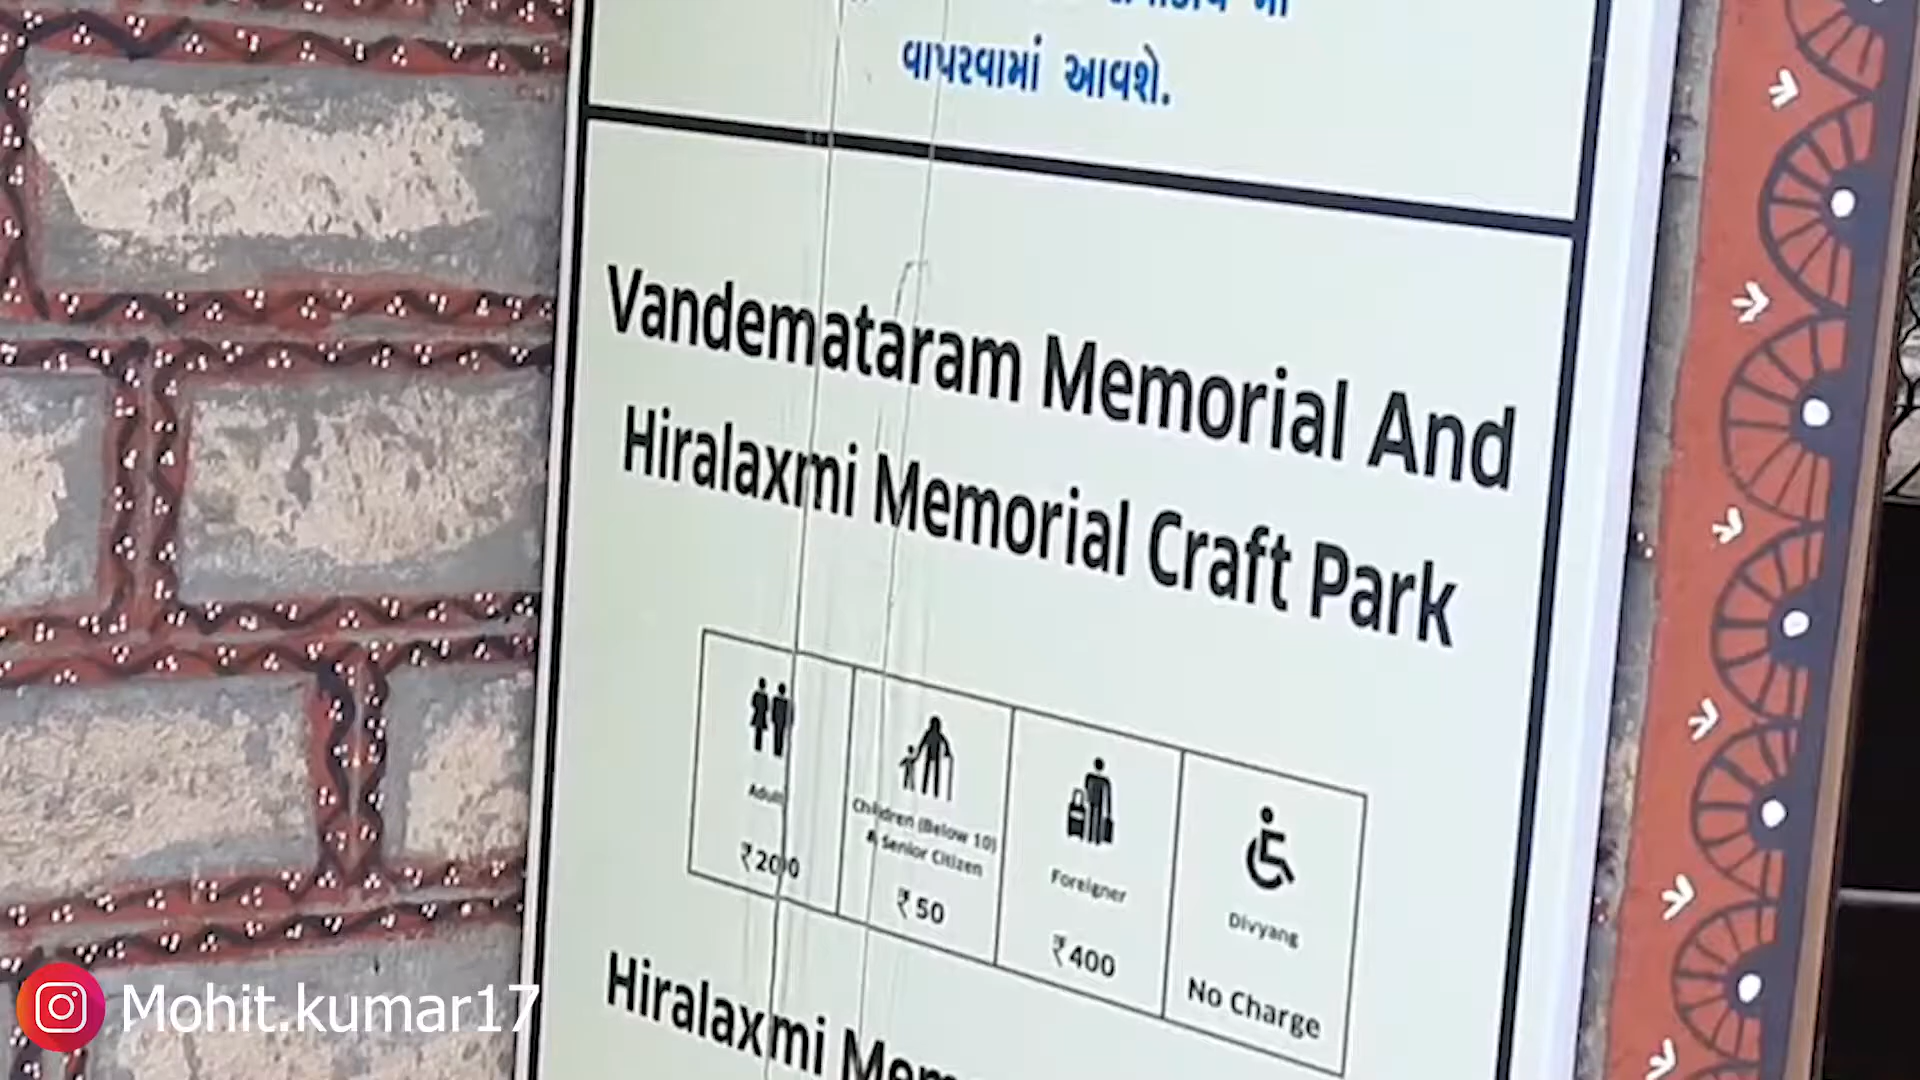 વાપરવામાં આવશે.
Vandemataram Memorial And
Hiralaxmi Memorial Craft Park
Adult
₹200
Children (Below 10)
& Senior Citizen
₹50
Foreigner
₹400
Divyang
No Charge
Hiralaxmi
Mohit.kumar17